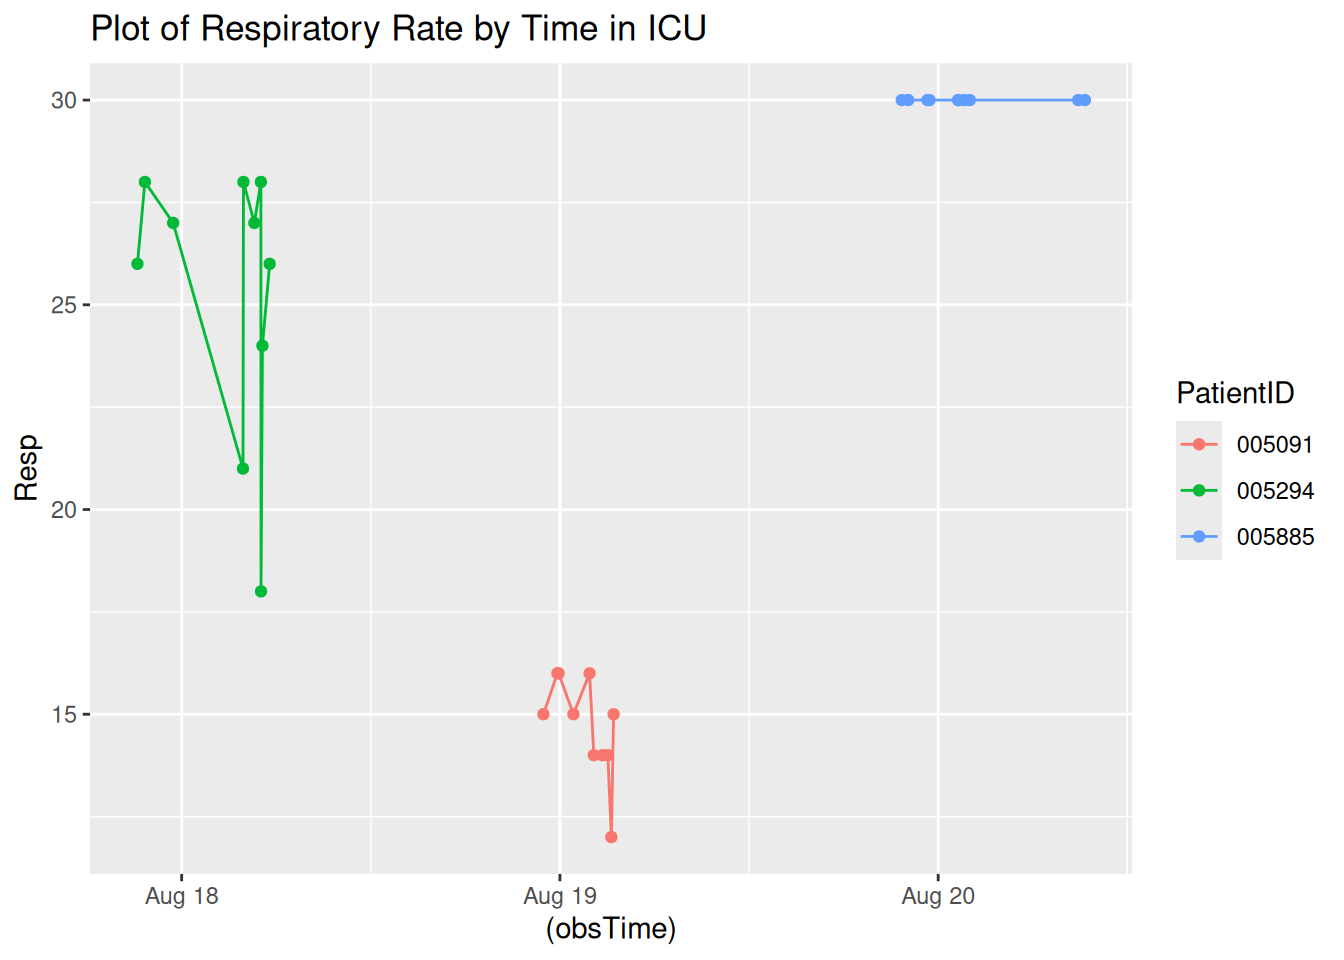 Plot of Respiratory Rate by Time in ICU
30
25
20
15
Resp
Aug 18
Aug 19
Aug 20
(obsTime)
PatientID
005091
005294
005885